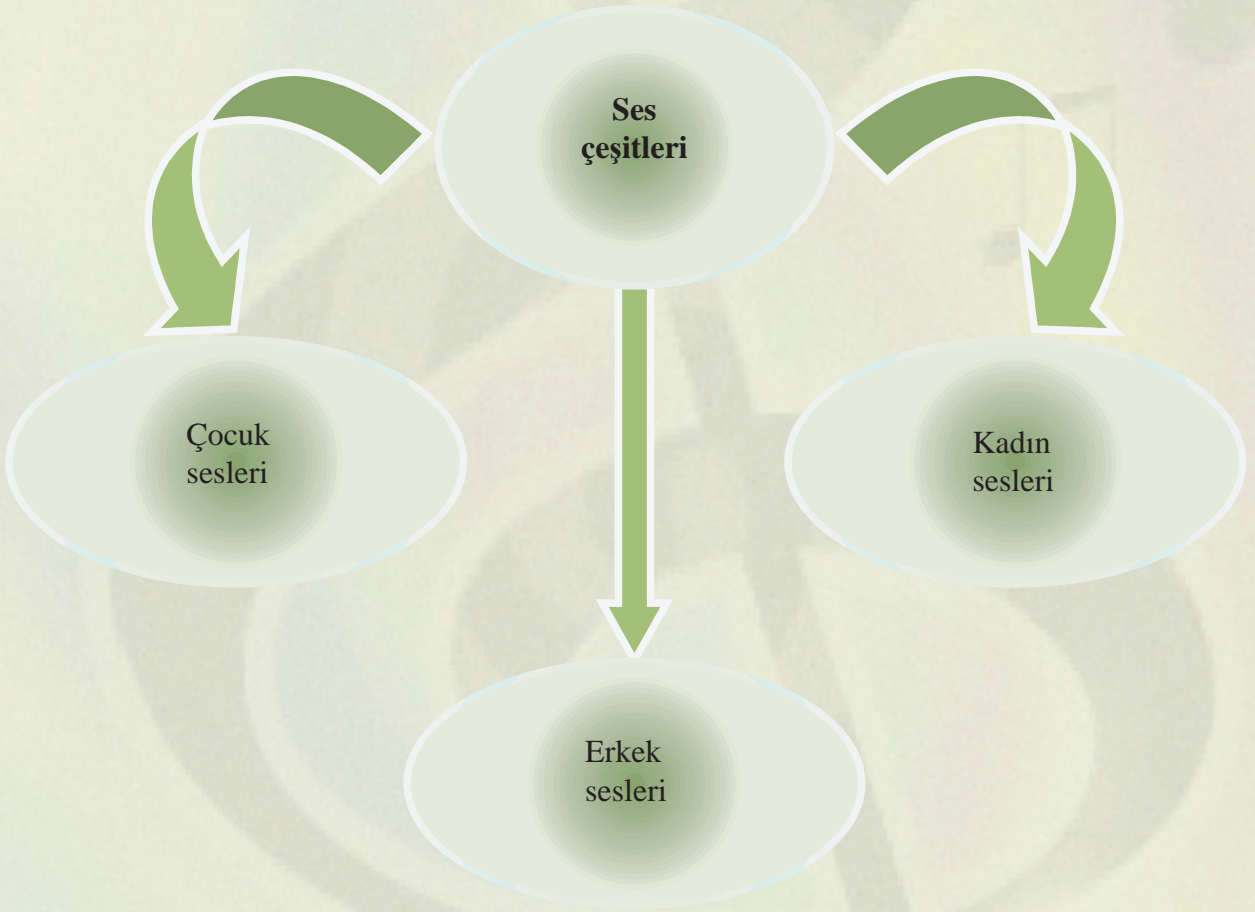 Ses
çeşitleri
Çocuk
sesleri
Kadın
sesleri
Erkek
sesleri